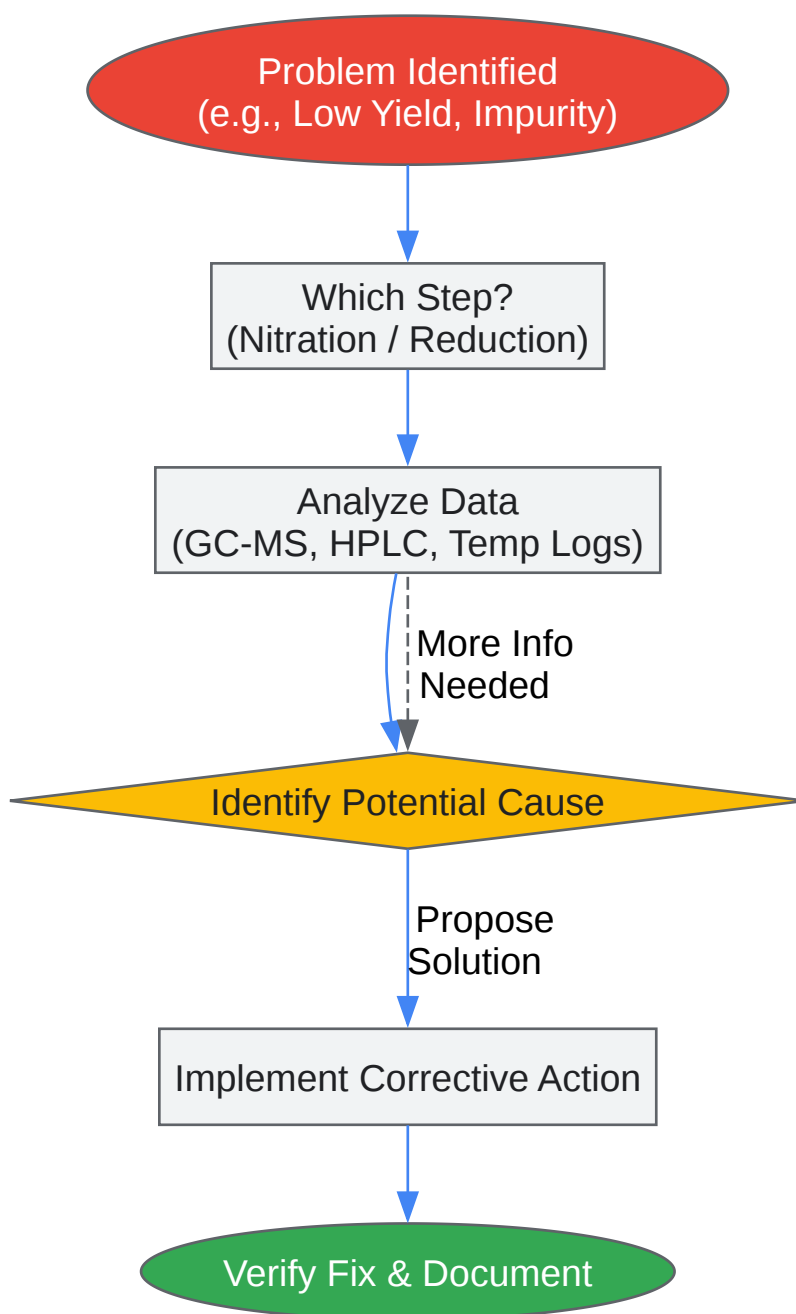 Problem Identified
(e.g., Low Yield, Impurity)
Which Step?
(Nitration / Reduction)
Analyze Data
(GC-MS, HPLC, Temp Logs)
More Info
Needed
Identify Potential Cause
Propose
Solution
Implement Corrective Action
Verify Fix & Document